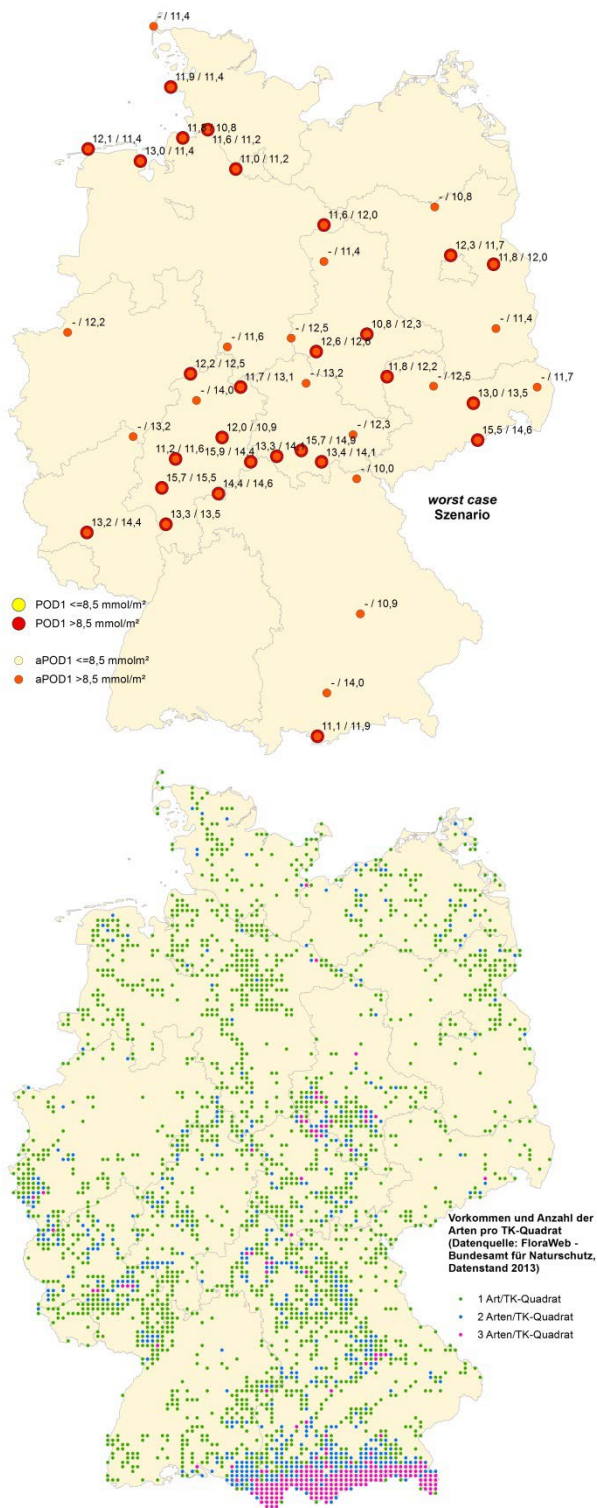 - / 11,4
11,9 / 11,4
11,8 / 10,8
12,1 / 11,4
11,6 / 11,2
13,0 / 11,4
11,0 / 11,2
- / 10,8
11,6 / 12,0
12,3 / 11,7
- / 11,4
11,8 / 12,0
- / 12,2
- / 11,4
10,8 / 12,3
- / 12,5
- / 11,6
12,6 / 12,6
12,2 / 12,5
11,8 / 12,2
- / 13,2
11,7 / 13,1
- / 12,5
- / 11,7
- / 14,0
13,0 / 13,5
- / 13,2
12,0 / 10,9
- / 12,3
15,5 / 14,6
15,7 / 14,9
11,2 / 11,6
15,9 / 14,4
13,3 /
13,4 / 14,1
- / 10,0
15,7 / 15,5
14,4 / 14,6
worst case
Szenario
13,2 / 14,4
13,3 / 13,5
POD1 <=8,5 mmol/m²
- / 10,9
POD1 >8,5 mmol/m²
aPOD1 <=8,5 mmolm²
aPOD1 >8,5 mmol/m²
- / 14,0
11,1 / 11,9
Vorkommen und Anzahl der
Arten pro TK-Quadrat
(Datenquelle: FloraWeb -
Bundesamt für Naturschutz,
Datenstand 2013)
1 Art/TK-Quadrat
2 Arten/TK-Quadrat
3 Arten/TK-Quadrat